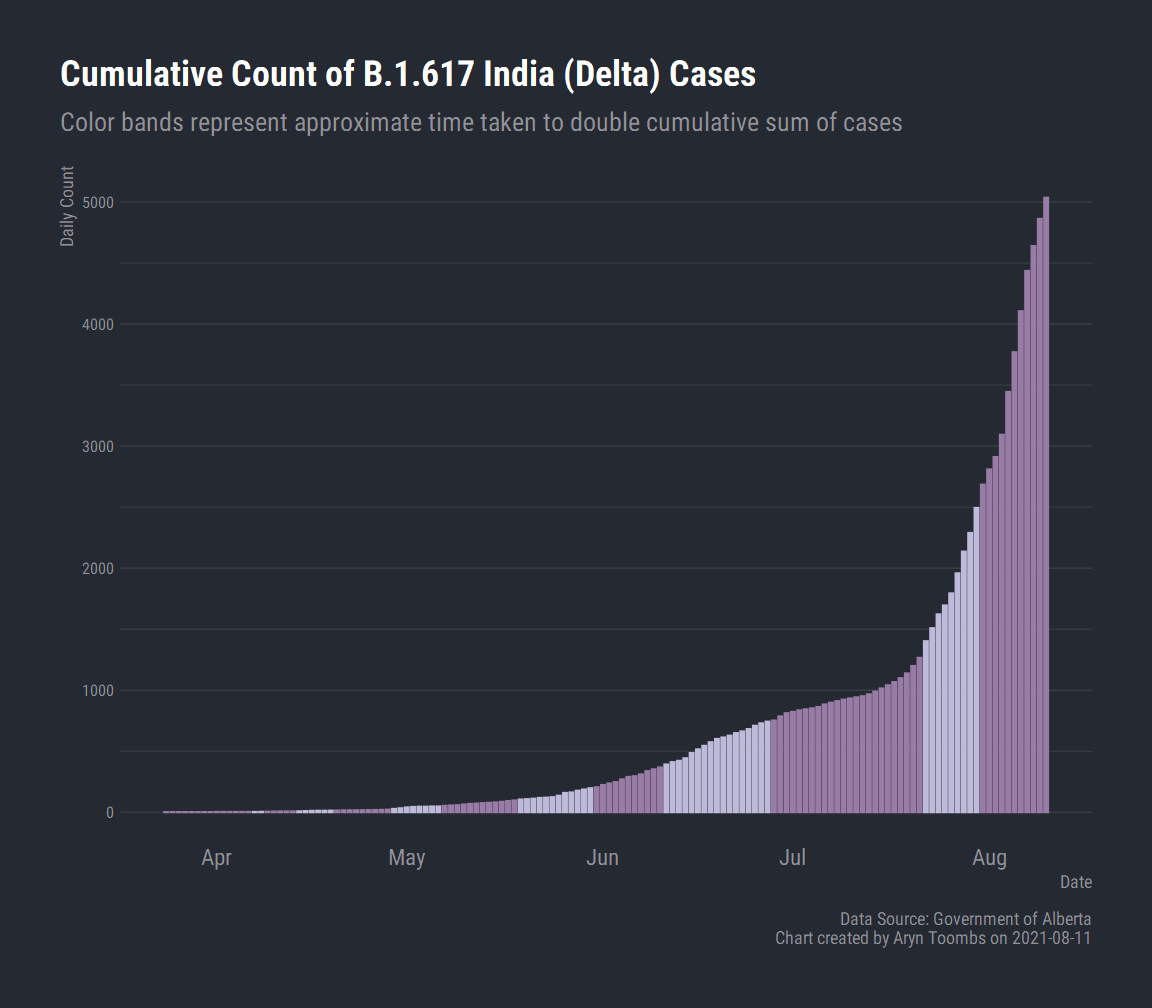 Cumulative Count of B.1.617 India (Delta) Cases
Color bands represent approximate time taken to double cumulative sum of cases
Daily Count
5000
4000
3000
2000
1000
0
Apr May Jun Jul Aug
Date
Data Source: Government of Alberta
Chart created by Aryn Toombs on 2021-08-11